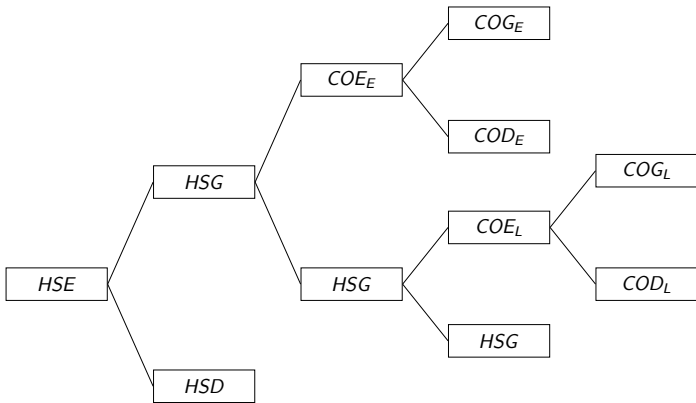 COG_E
COE_E
COD_E
COG_L
HSG
COE_L
HSE
HSG
COD_L
HSG
HSD